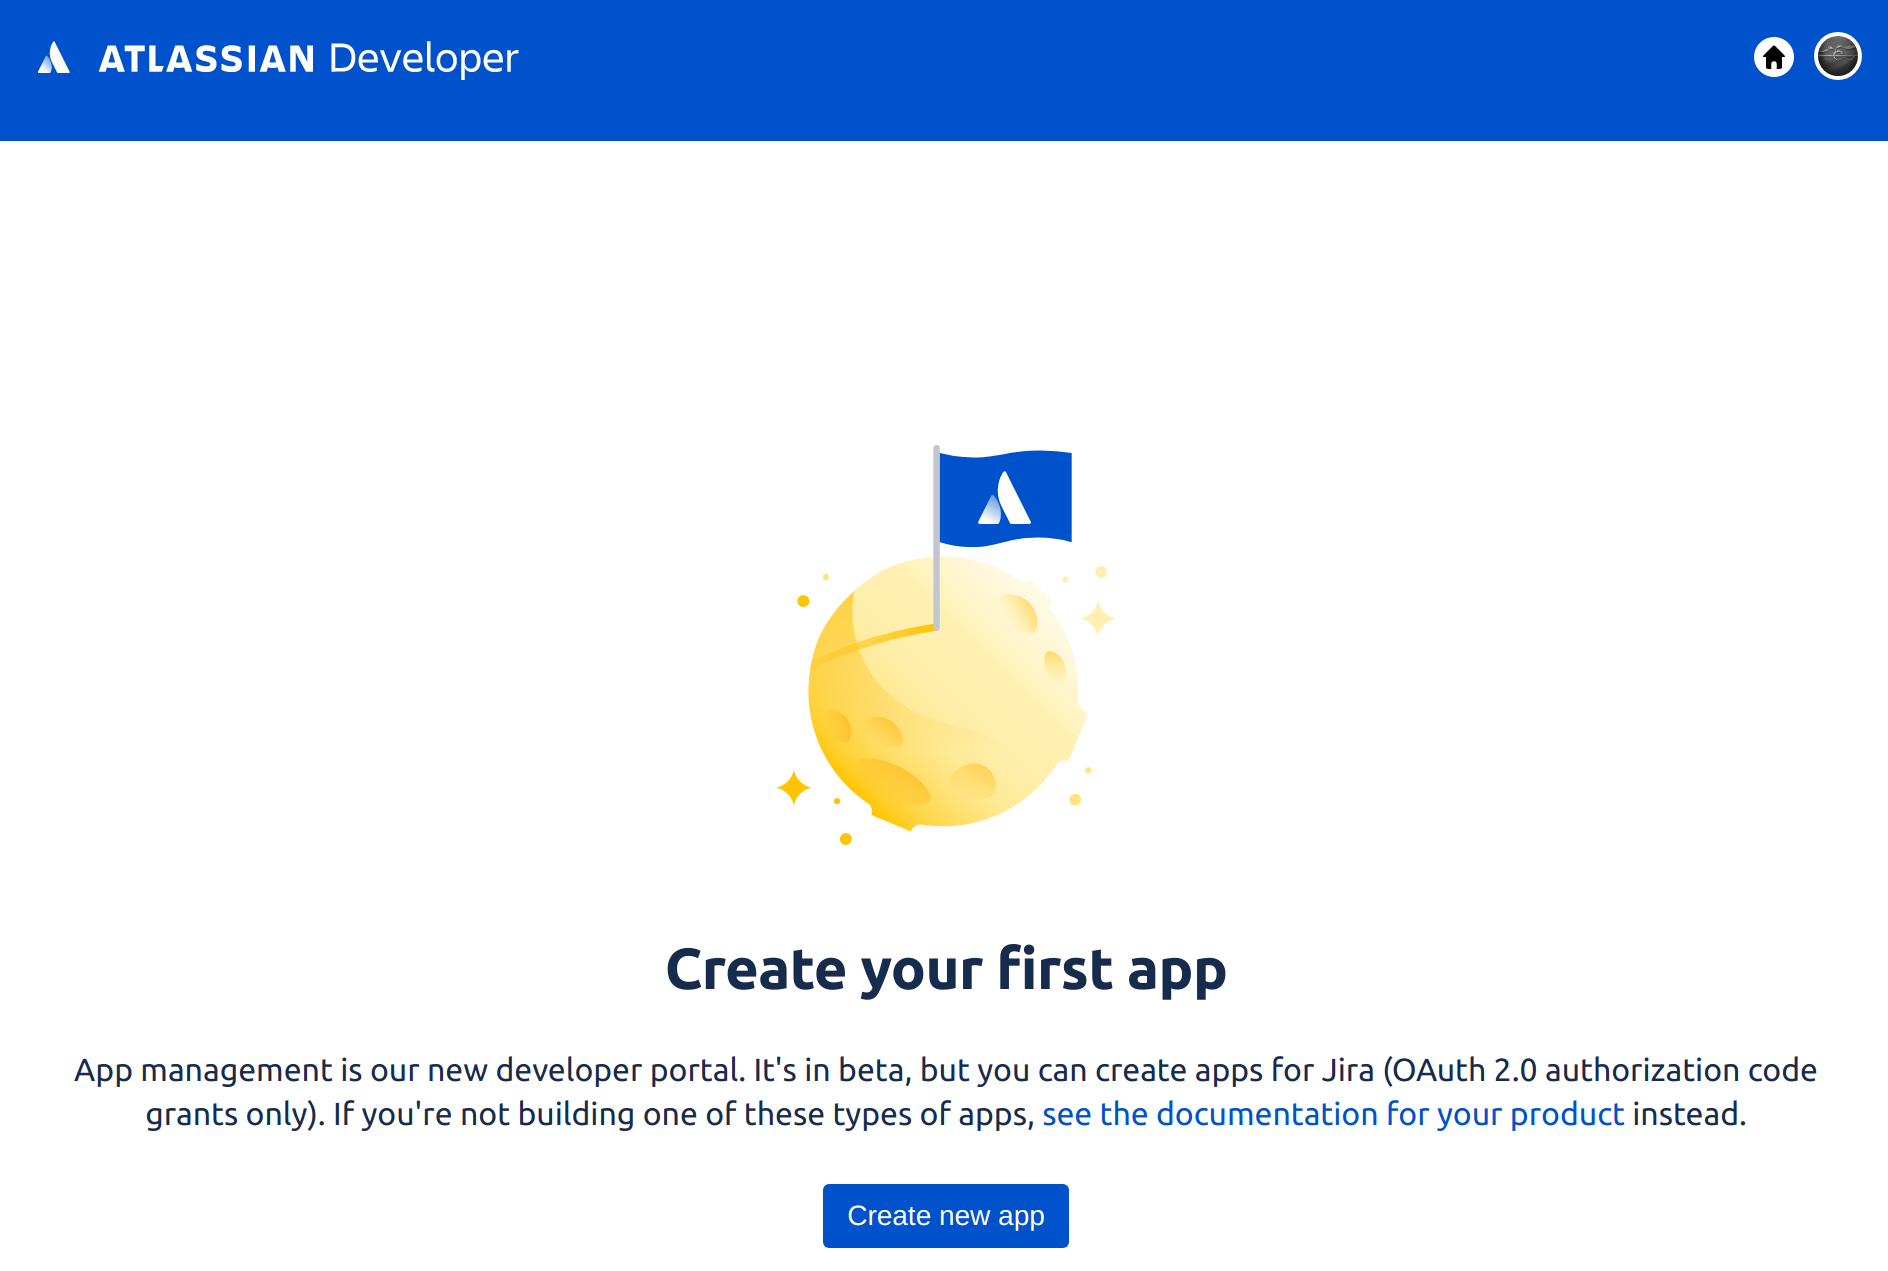 ATLASSIAN Developer
Create your first app
App management is our new developer portal. It's in beta, but you can create apps for Jira (OAuth 2.0 authorization code
grants only). If you're not building one of these types of apps, see the documentation for your product instead.
Create new app